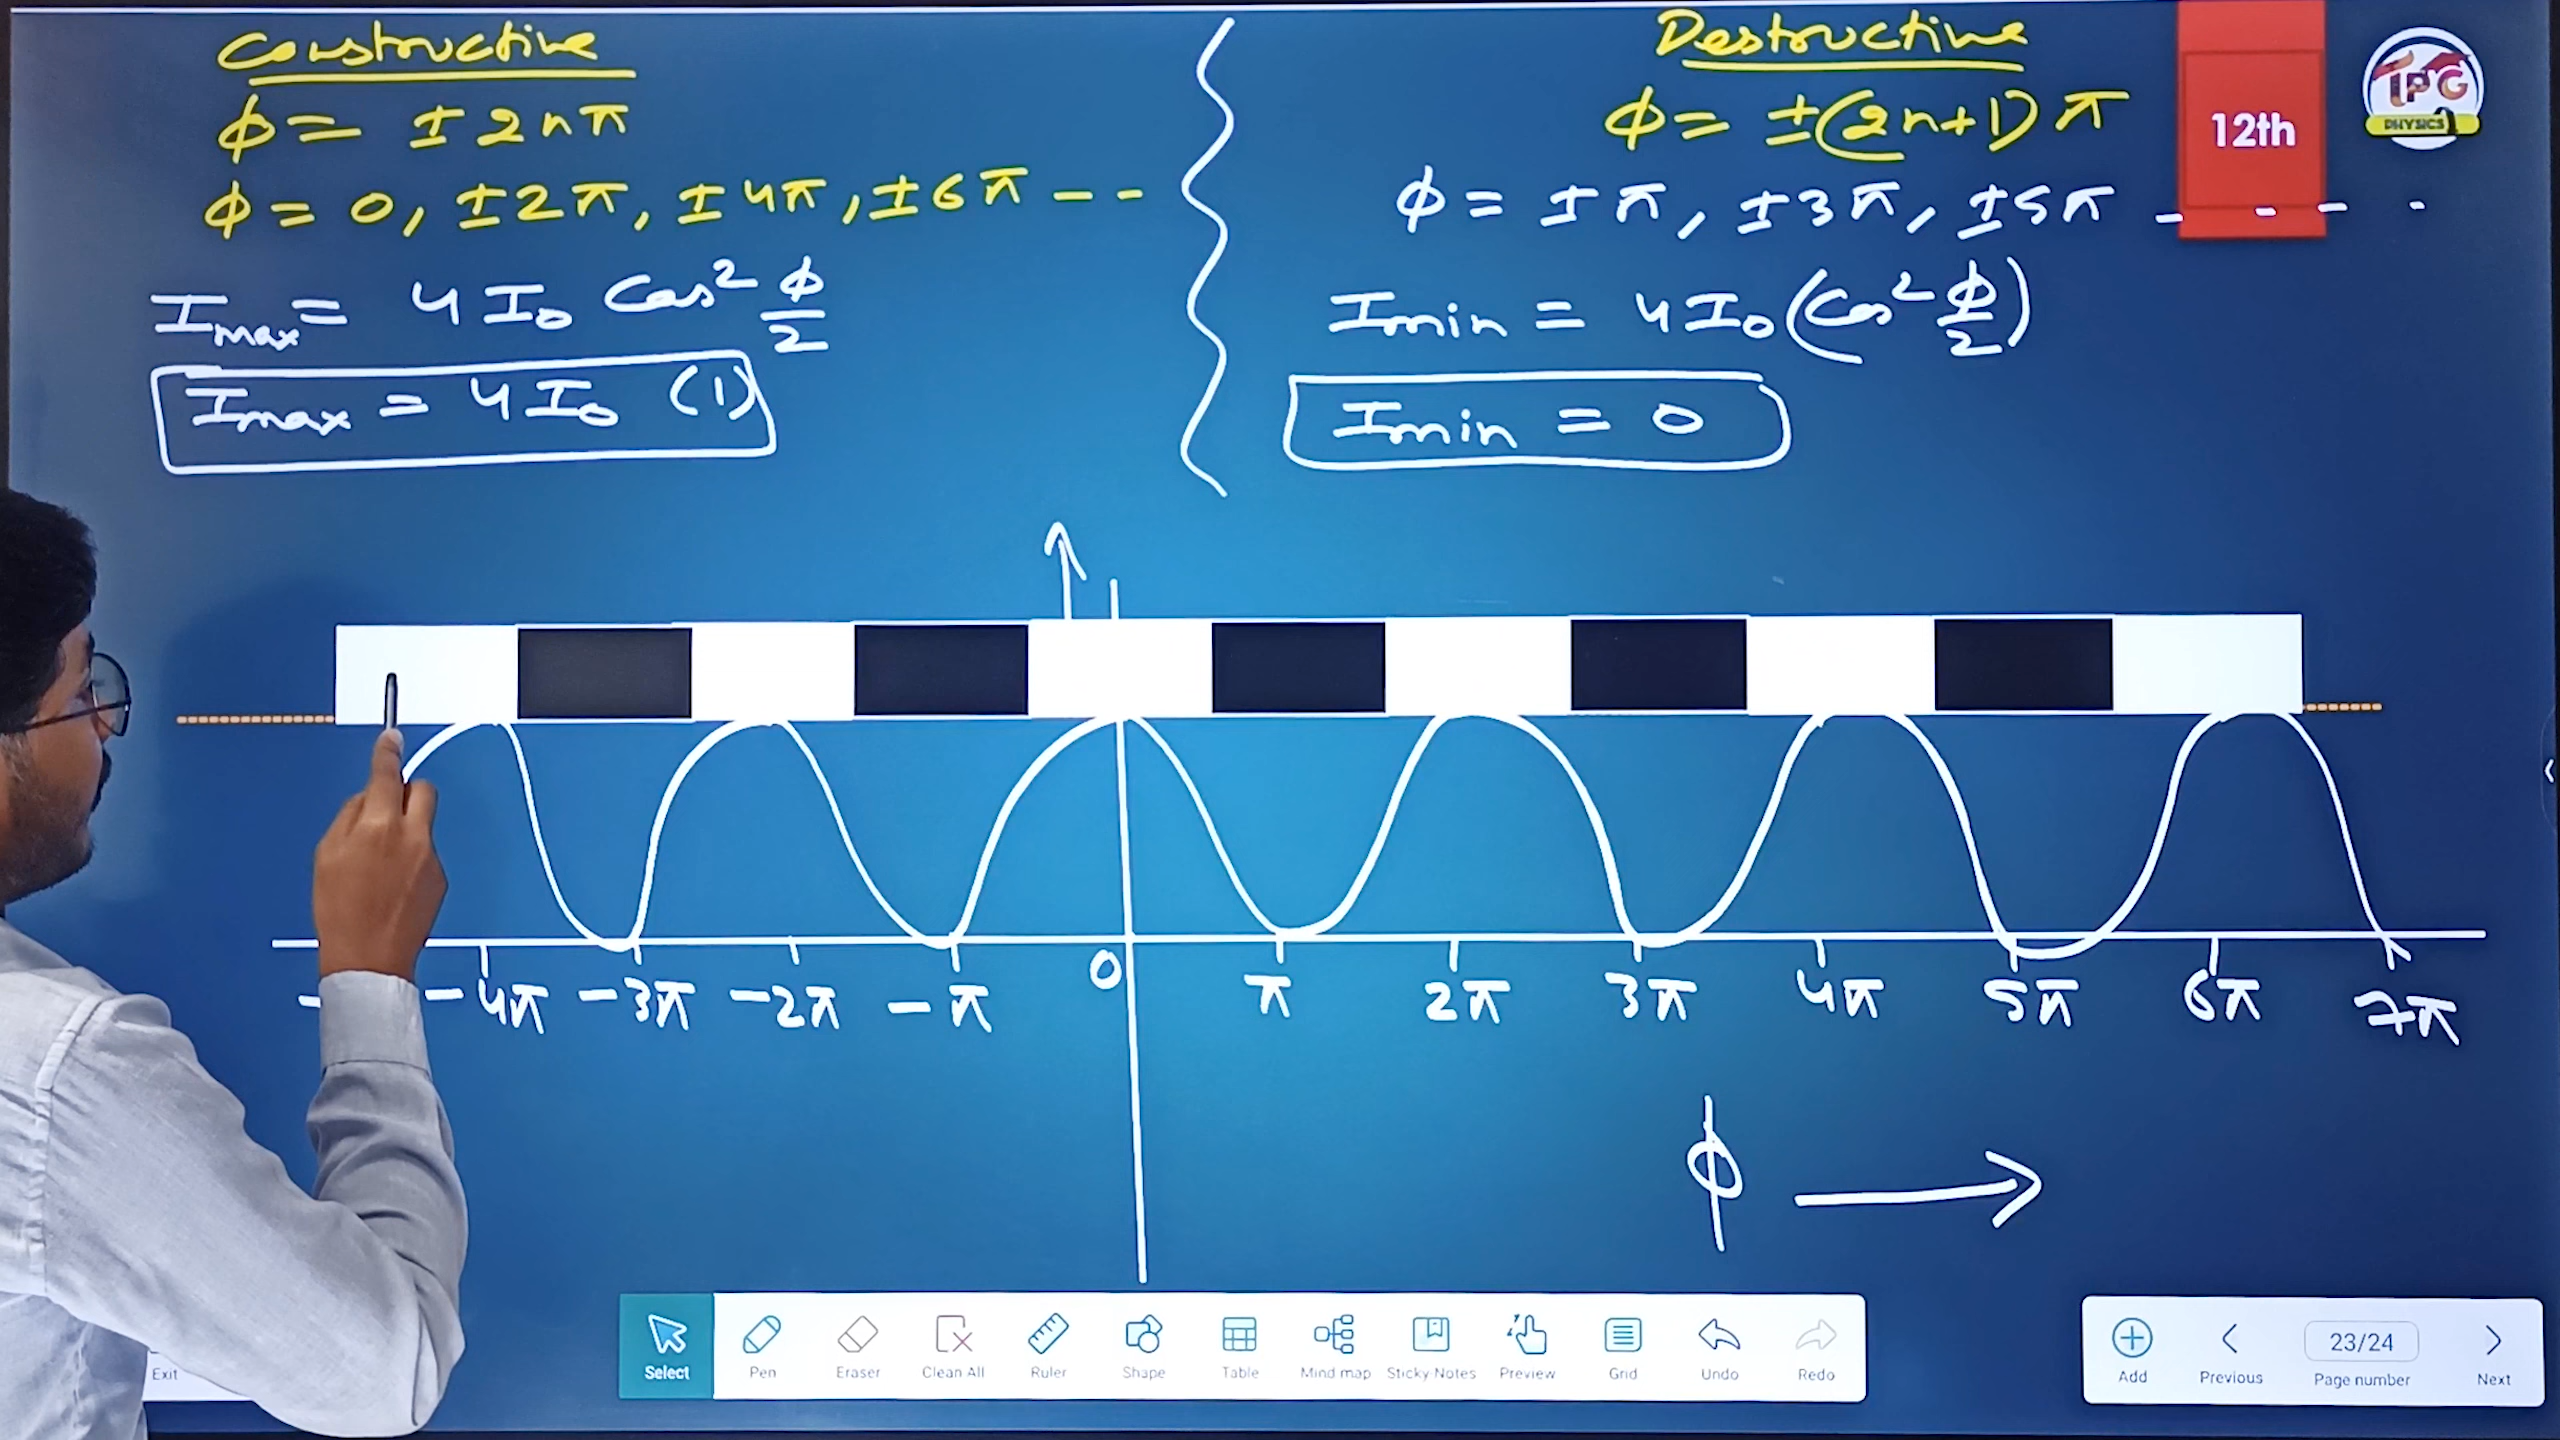 Constructive
ϕ = ± 2nπ
ϕ = 0, ±2π, ±4π, ±6π - -
Imax = 4I₀ Cos² ϕ/2
Imax = 4I₀ (1)
Destructive
ϕ = ±(2n+1)π
ϕ = ±π, ±3π, ±5π - - - -
Imin = 4I₀(Cos² ϕ/2)
Imin = 0
12th
IPG
PHYSICS
-4π -3π -2π -π 0 π 2π 3π 4π 5π 6π 7π
ϕ →
Exit
Select Pen Eraser Clean All Ruler Shape Table Mind map Sticky Notes Preview Grid Undo Redo
23/24
Add Previous Page number Next